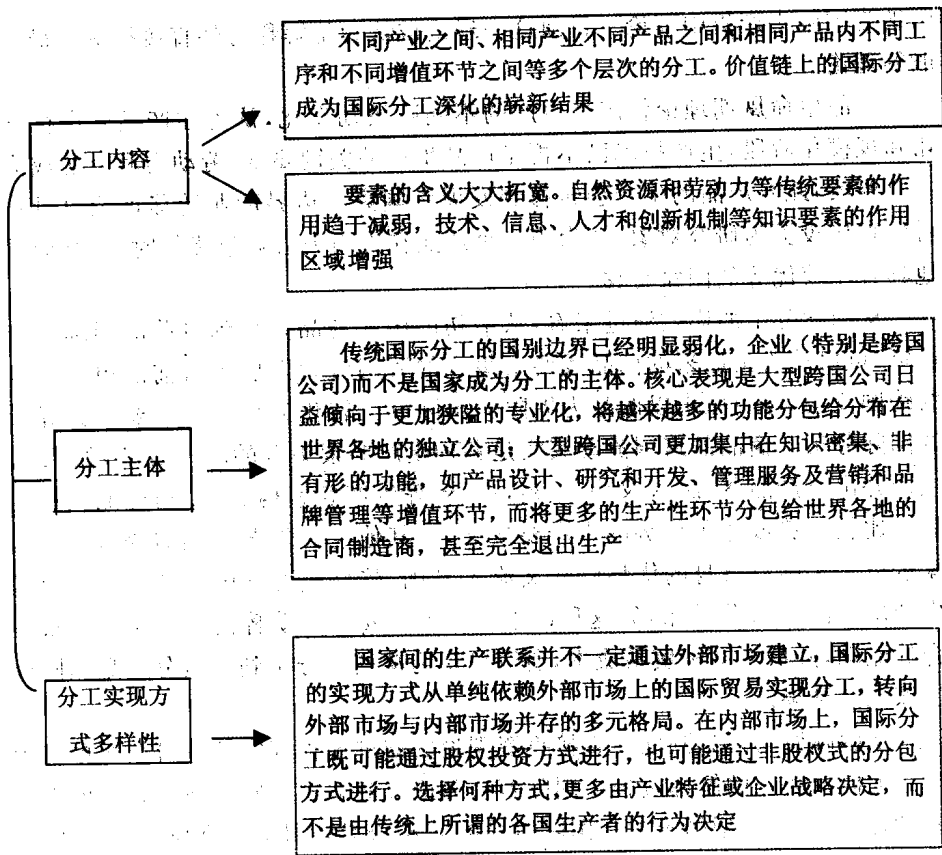 不同产业之间、相同产业不同产品之间和相同产品内不同工
序和不同增值环节之间等多个层次的分工。价值链上的国际分工
成为国际分工深化的崭新结果
分工内容
要素的含义大大拓宽。自然资源和劳动力等传统要素的作
用趋于减弱，技术、信息、人才和创新机制等知识要素的作用
区域增强
传统国际分工的国别边界已经明显弱化，企业（特别是跨国
公司)而不是国家成为分工的主体。核心表现是大型跨国公司日
益倾向于更加狭隘的专业化，将越来越多的功能分包给分布在
世界各地的独立公司；大型跨国公司更加集中在知识密集、非
有形的功能，如产品设计、研究和开发、管理服务及营销和品
牌管理等增值环节，而将更多的生产性环节分包给世界各地的
合同制造商，甚至完全退出生产
分工主体
国家间的生产联系并不一定通过外部市场建立，国际分工
的实现方式从单纯依赖外部市场上的国际贸易实现分工，转向
外部市场与内部市场并存的多元格局。在内部市场上，国际分
工既可能通过股权投资方式进行，也可能通过非股权式的分包
方式进行。选择何种方式，更多由产业特征或企业战略决定，而
不是由传统上所谓的各国生产者的行为决定
分工实现方
式多样性